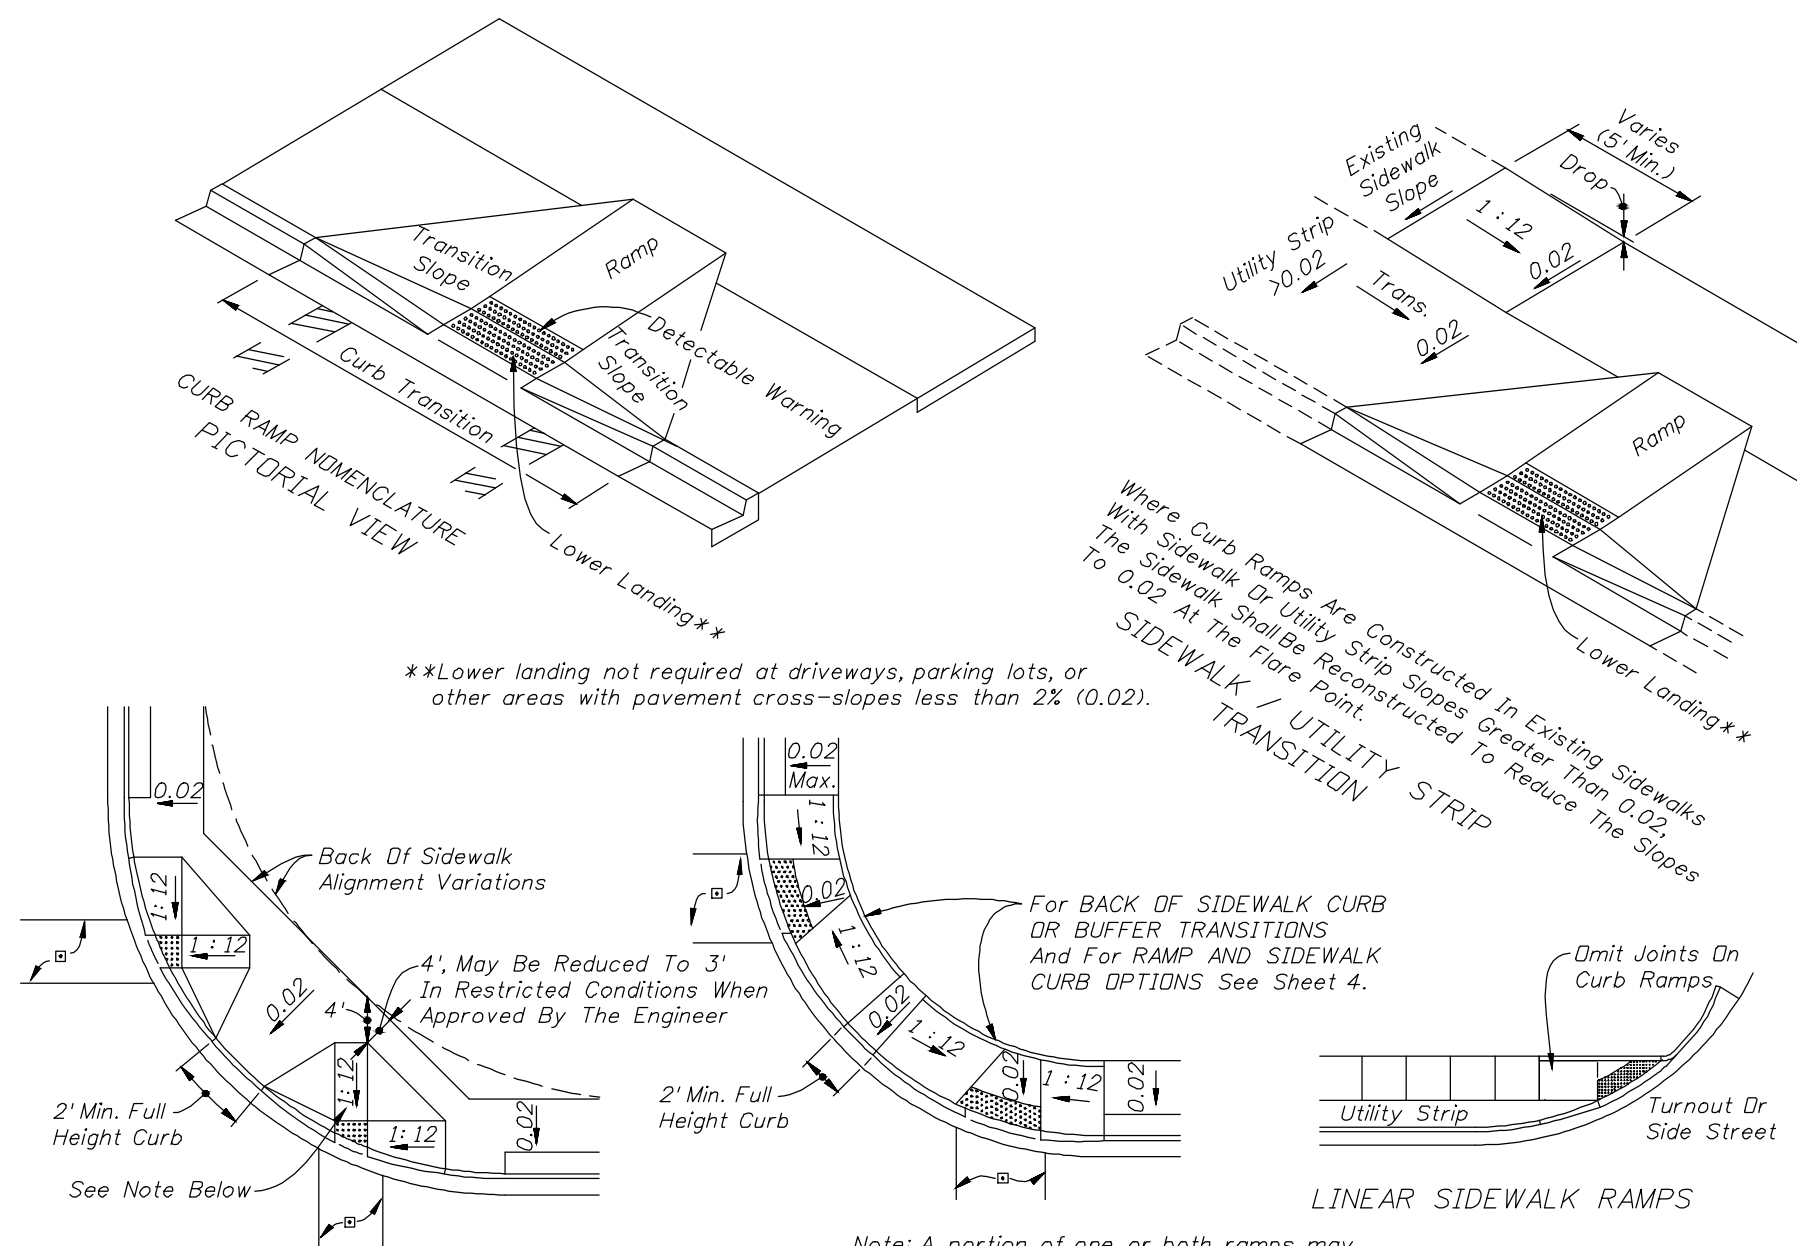 Transition
Slope
Ramp
Detectable Warning
Transition
Slope
Curb Transition
CURB RAMP NOMENCLATURE
PICTORIAL VIEW
Lower Landing**
Varies
(5' Min.)
Drop
Existing
Sidewalk
Slope
1 : 12
0.02
Utility Strip
>0.02
Trans.
0.02
Ramp
Lower Landing**
Where Curb Ramps Are Constructed In Existing Sidewalks
With Sidewalk Or Utility Strip Slopes Greater Than 0.02,
The Sidewalk Shall Be Reconstructed To Reduce The Slopes
To 0.02 At The Flare Point.
SIDEWALK / UTILITY STRIP
TRANSITION
**Lower landing not required at driveways, parking lots, or
other areas with pavement cross-slopes less than 2% (0.02).
0.02
Back Of Sidewalk
Alignment Variations
1: 12
1 : 12
0.02
4'
4', May Be Reduced To 3'
In Restricted Conditions When
Approved By The Engineer
1: 12
1: 12
0.02
2' Min. Full
Height Curb
See Note Below
0.02
Max.
1 : 12
0.02
1 : 12
0.02
1 : 12
0.02
1 : 12
0.02
2' Min. Full
Height Curb
For BACK OF SIDEWALK CURB
OR BUFFER TRANSITIONS
And For RAMP AND SIDEWALK
CURB OPTIONS See Sheet 4.
Omit Joints On
Curb Ramps
Utility Strip
Turnout Or
Side Street
LINEAR SIDEWALK RAMPS
Note: A portion of one or both ramps may